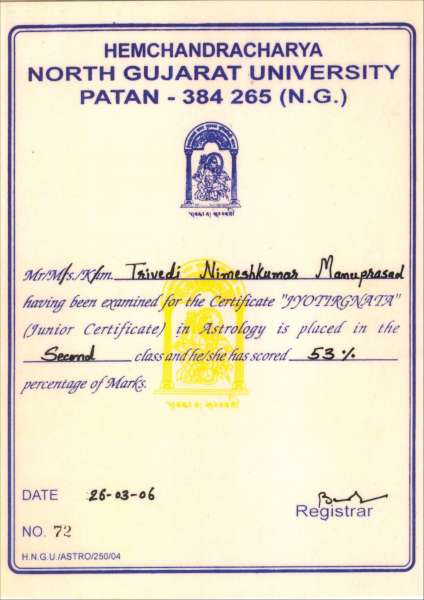 HEMCHANDRACHARYA
NORTH GUJARAT UNIVERSITY
PATAN - 384 265 (N.G.)
Mr/M/s./K/m. Trivedi Nimeshkumar Manuprasad
having been examined for the Certificate "JYOTIRGNATA"
(Junior Certificate) in Astrology is placed in the
Second class and he/she has scored 53 %
percentage of Marks.
DATE 26-03-06
Registrar
NO. 72
H.N.G.U./ASTRO/250/04